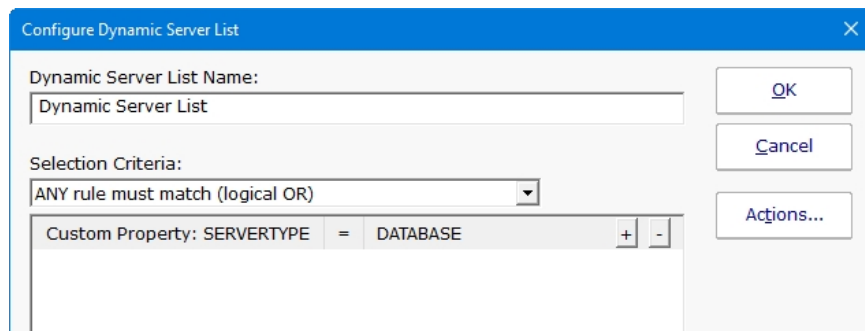 Configure Dynamic Server List
Dynamic Server List Name:
Dynamic Server List
OK
Cancel
Selection Criteria:
ANY rule must match (logical OR)
Actions...
Custom Property: SERVERTYPE = DATABASE + -